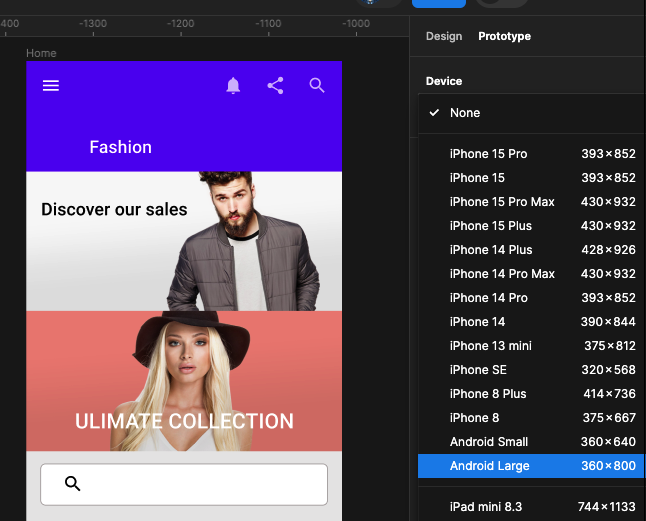 400 -1300 -1200 -1100 -1000
Design Prototype
Home
Device
None
Fashion
Discover our sales
ULIMATE COLLECTION
iPhone 15 Pro 393×852
iPhone 15 393×852
iPhone 15 Pro Max 430×932
iPhone 15 Plus 430×932
iPhone 14 Plus 428×926
iPhone 14 Pro Max 430×932
iPhone 14 Pro 393×852
iPhone 14 390×844
iPhone 13 mini 375×812
iPhone SE 320×568
iPhone 8 Plus 414×736
iPhone 8 375×667
Android Small 360×640
Android Large 360×800
iPad mini 8.3 744×1133